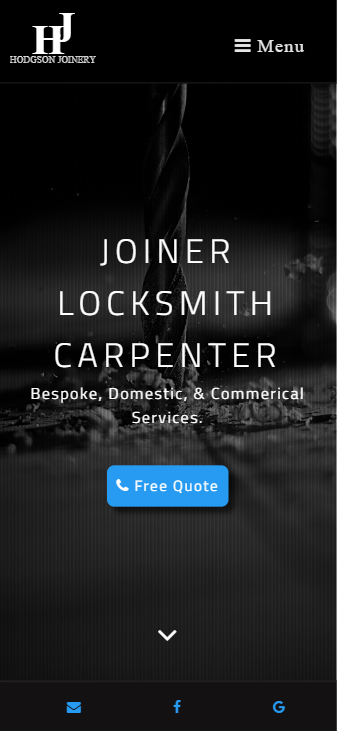 HJ
HODGSON JOINERY
Menu
JOINER
LOCKSMITH
CARPENTER
Bespoke, Domestic, & Commerical
Services.
Free Quote